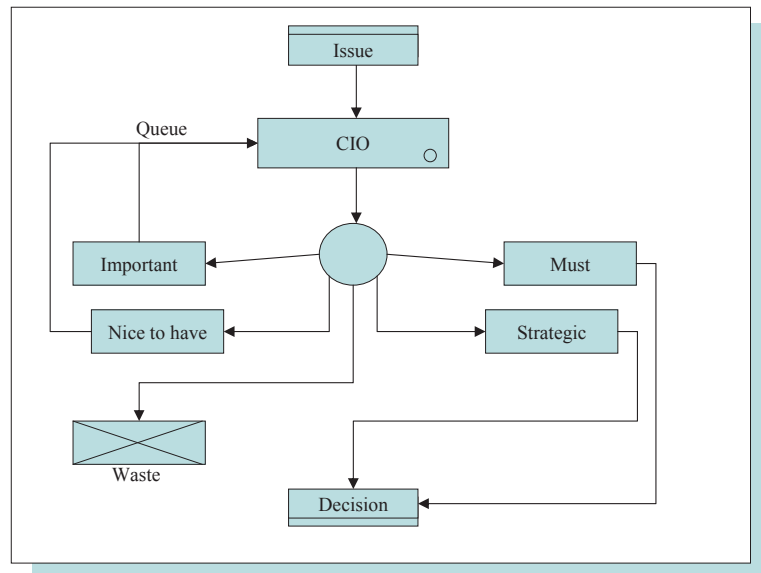 Issue
Queue
CIO
Important
Must
Nice to have
Strategic
Waste
Decision